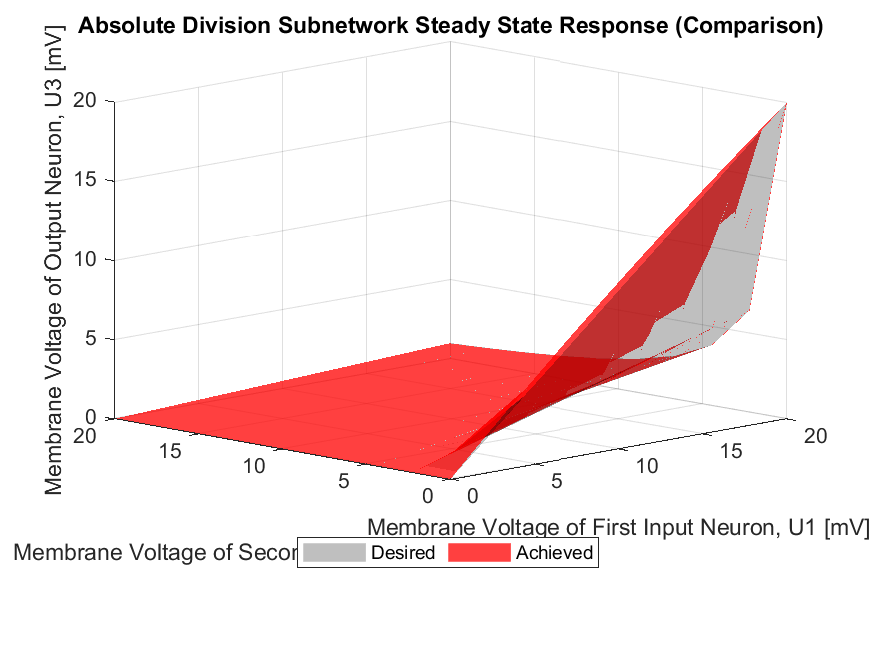 Absolute Division Subnetwork Steady State Response (Comparison)
Membrane Voltage of Output Neuron, U3 [mV]
20
15
10
5
0
20
15
10
5
0
0
5
10
15
20
Membrane Voltage of First Input Neuron, U1 [mV]
Membrane Voltage of
Desired
Achieved